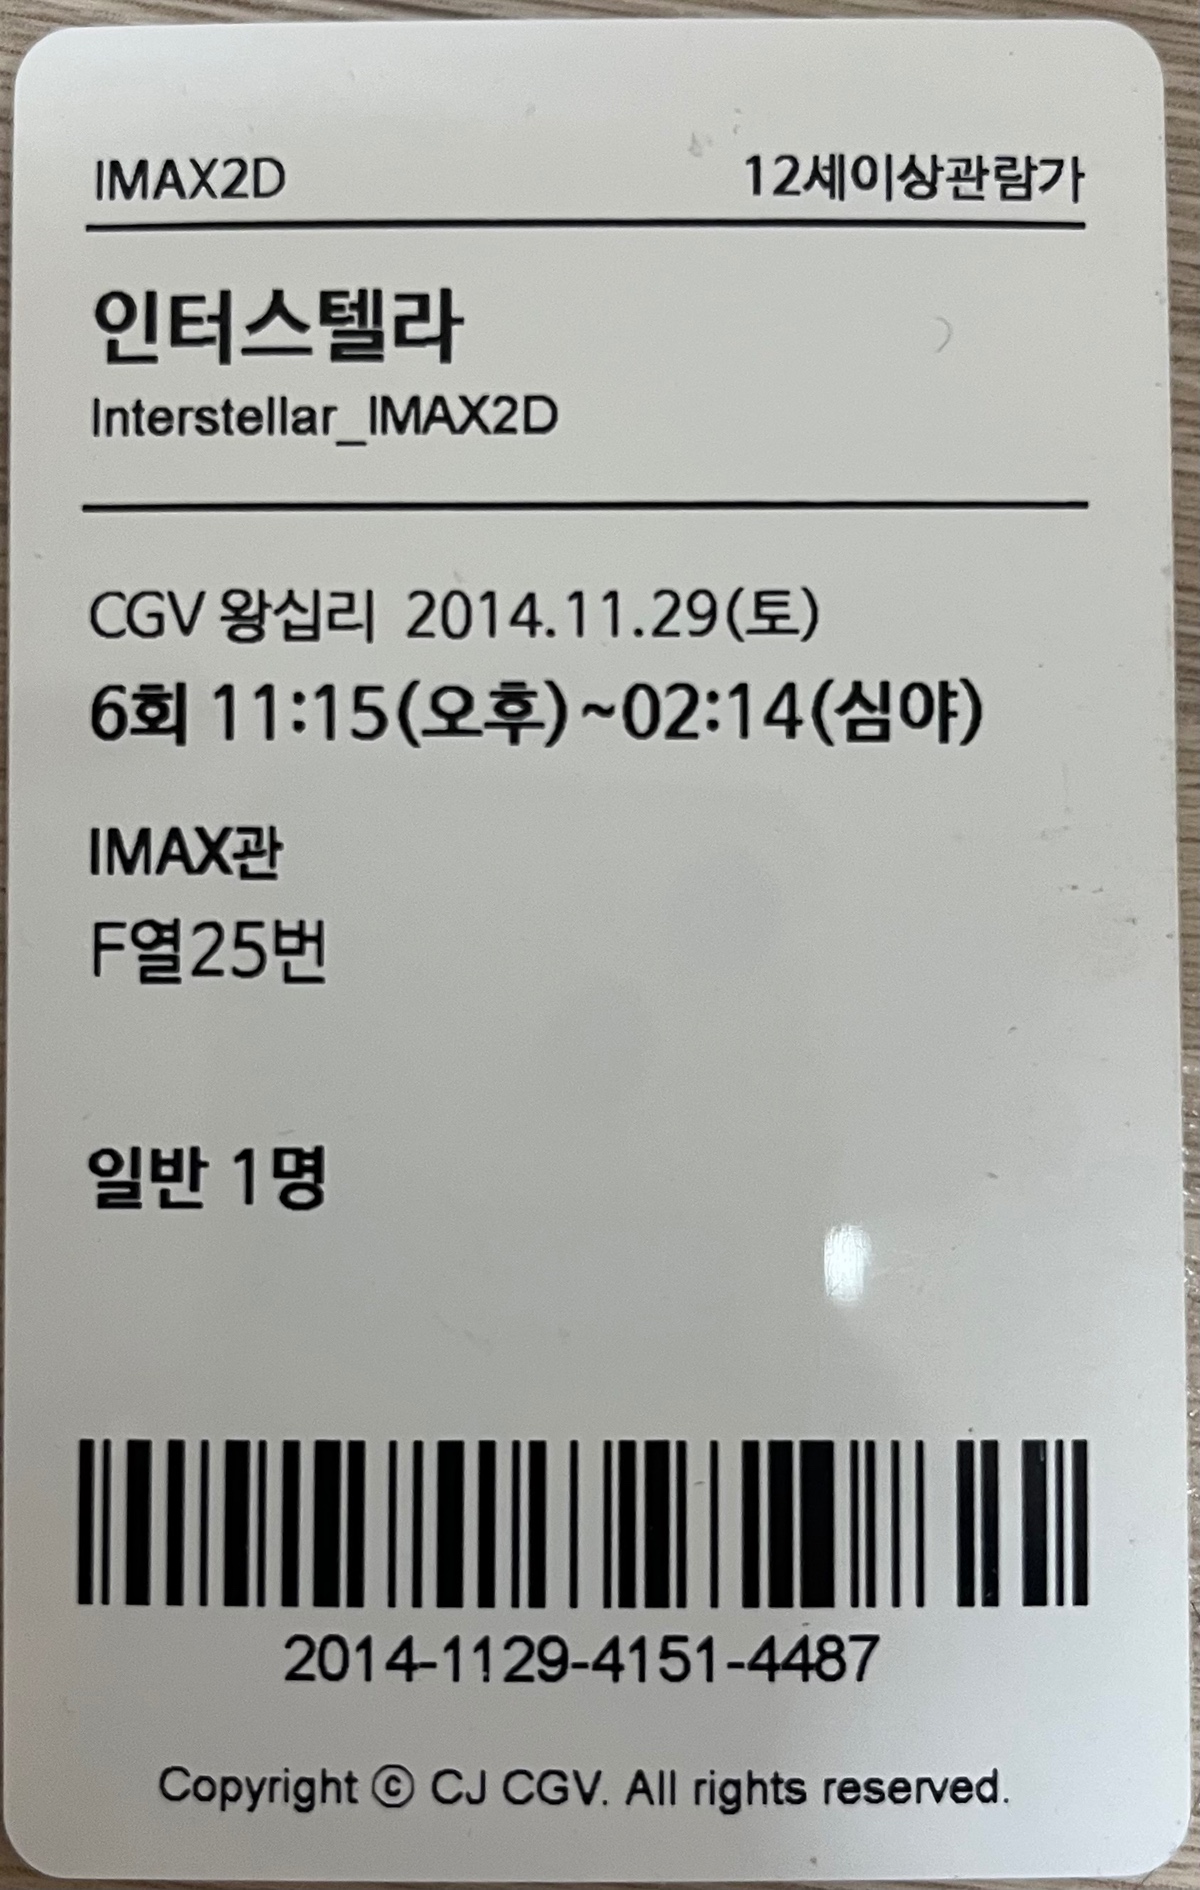 IMAX2D 12세이상관람가
인터스텔라
Interstellar_IMAX2D
CGV 왕십리 2014.11.29(토)
6회 11:15(오후)~02:14(심야)
IMAX관
F열25번
일반 1명
2014-1129-4151-4487
Copyright ⓒ CJ CGV. All rights reserved.